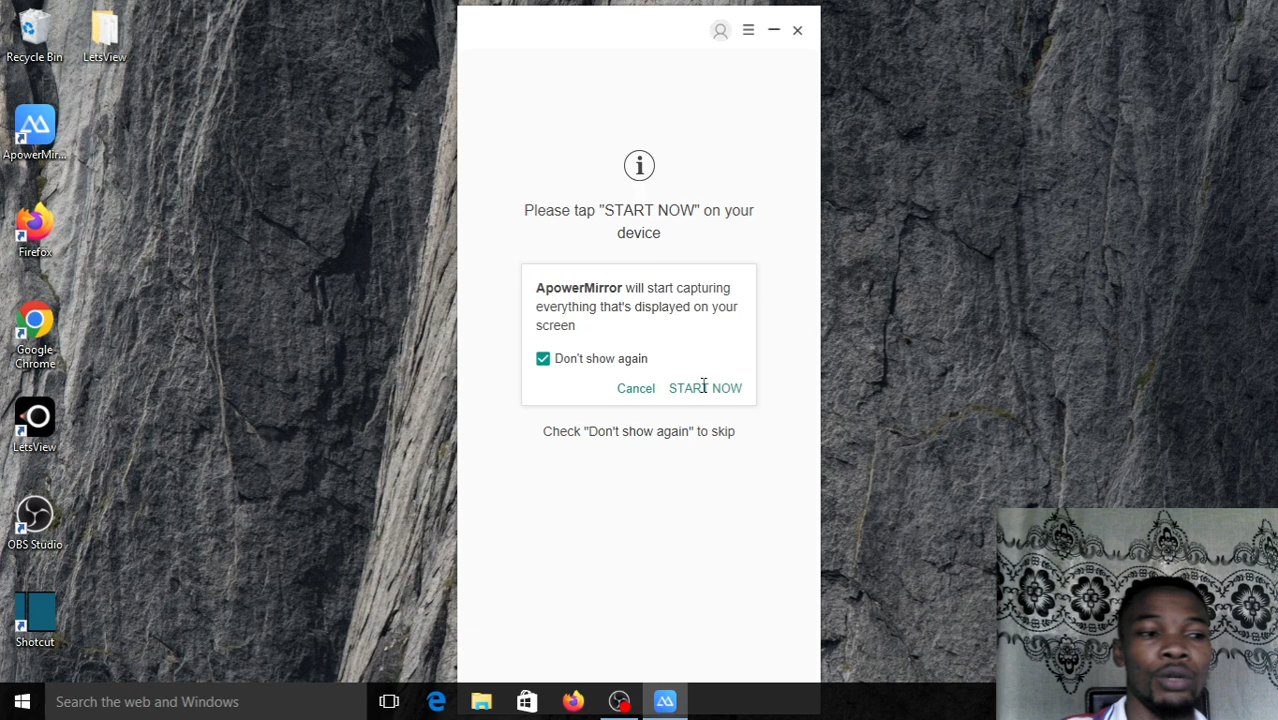 Recycle Bin
LetsView
ApowerMir...
Firefox
Google
Chrome
LetsView
OBS Studio
Shotcut
Please tap "START NOW" on your
device
ApowerMirror will start capturing
everything that's displayed on your
screen
Don't show again
Cancel START NOW
Check "Don't show again" to skip
Search the web and Windows